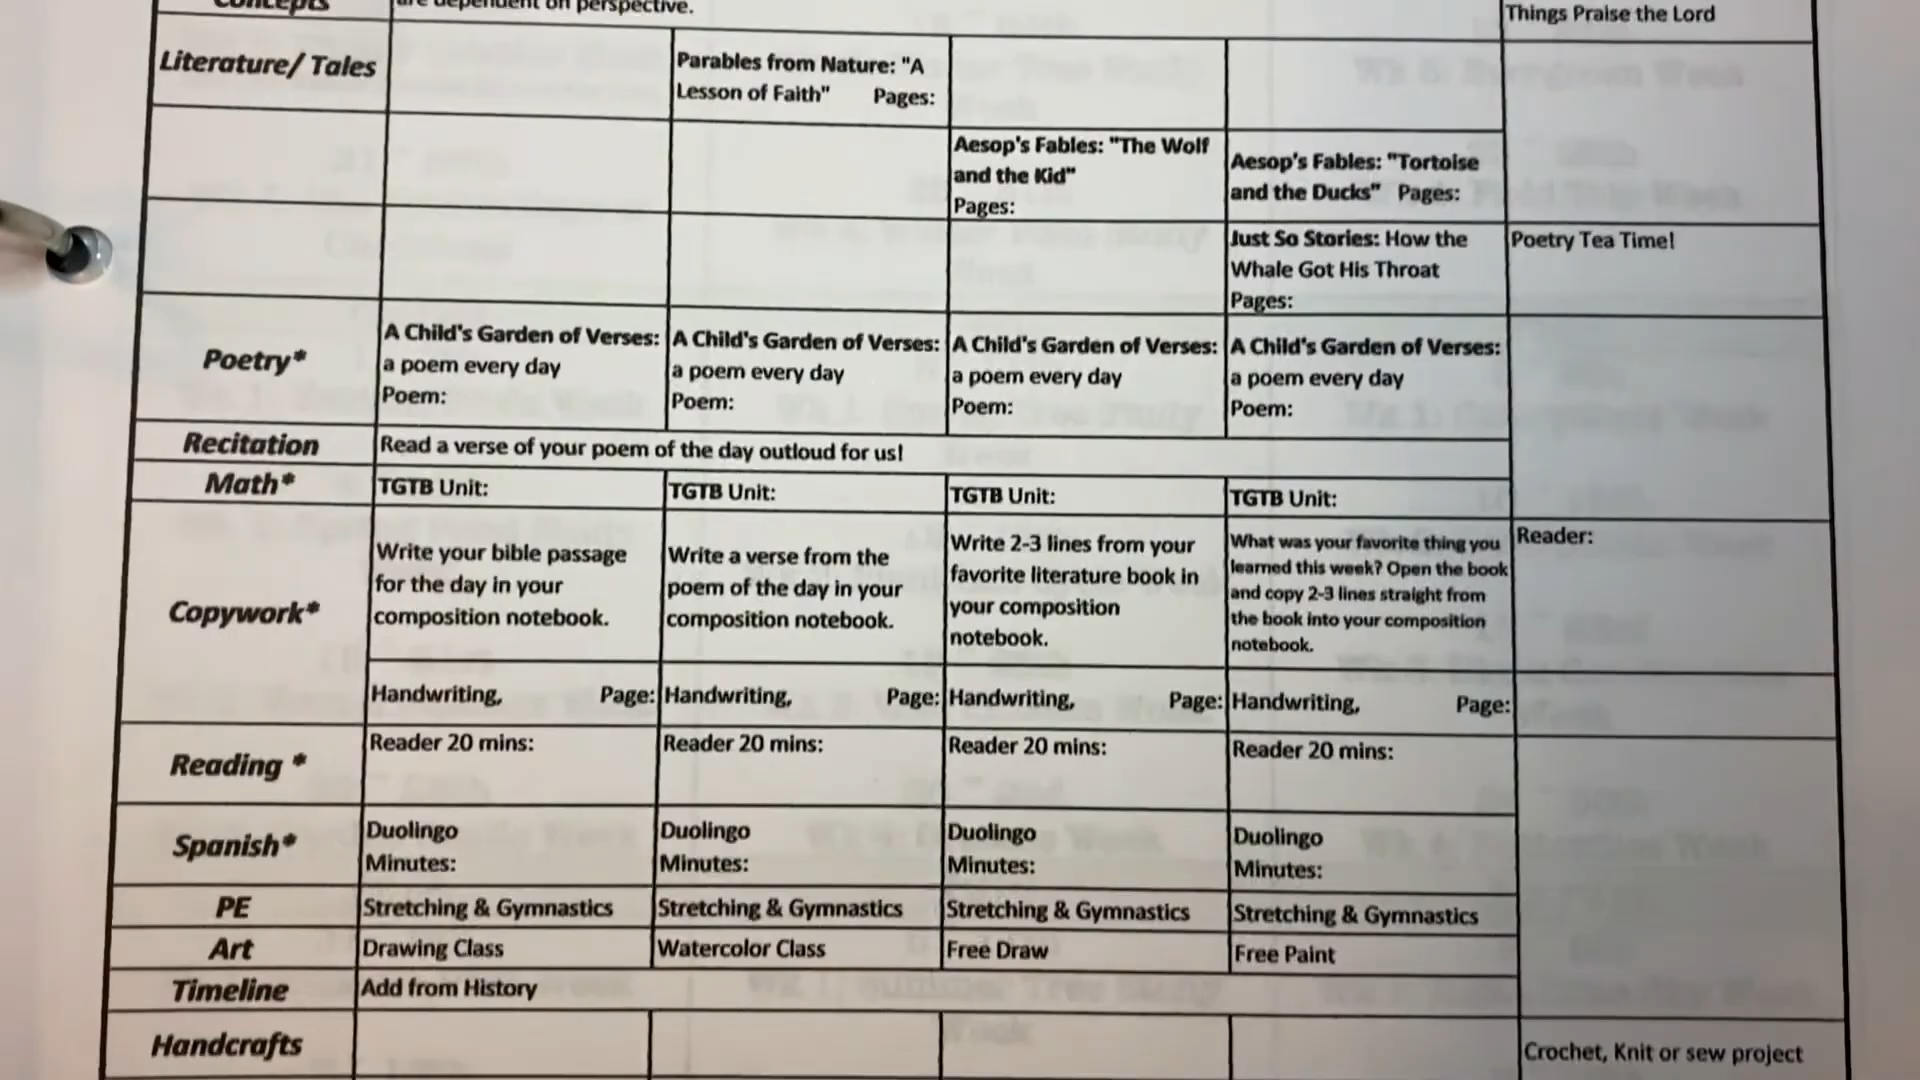 Concepts
are dependent on perspective.
Things Praise the Lord
Literature/ Tales
Parables from Nature: "A
Lesson of Faith" Pages:
Aesop's Fables: "The Wolf
and the Kid"
Pages:
Aesop's Fables: "Tortoise
and the Ducks" Pages:
Just So Stories: How the
Whale Got His Throat
Pages:
Poetry Tea Time!
Poetry*
A Child's Garden of Verses:
a poem every day
Poem:
A Child's Garden of Verses:
a poem every day
Poem:
A Child's Garden of Verses:
a poem every day
Poem:
A Child's Garden of Verses:
a poem every day
Poem:
Recitation
Read a verse of your poem of the day outloud for us!
Math*
TGTB Unit:
TGTB Unit:
TGTB Unit:
TGTB Unit:
Copywork*
Write your bible passage
for the day in your
composition notebook.
Write a verse from the
poem of the day in your
composition notebook.
Write 2-3 lines from your
favorite literature book in
your composition
notebook.
What was your favorite thing you
learned this week? Open the book
and copy 2-3 lines straight from
the book into your composition
notebook.
Reader:
Handwriting, Page:
Handwriting, Page:
Handwriting, Page:
Handwriting, Page:
Reading *
Reader 20 mins:
Reader 20 mins:
Reader 20 mins:
Reader 20 mins:
Spanish*
Duolingo
Minutes:
Duolingo
Minutes:
Duolingo
Minutes:
Duolingo
Minutes:
PE
Stretching & Gymnastics
Stretching & Gymnastics
Stretching & Gymnastics
Stretching & Gymnastics
Art
Drawing Class
Watercolor Class
Free Draw
Free Paint
Timeline
Add from History
Handcrafts
Crochet, Knit or sew project